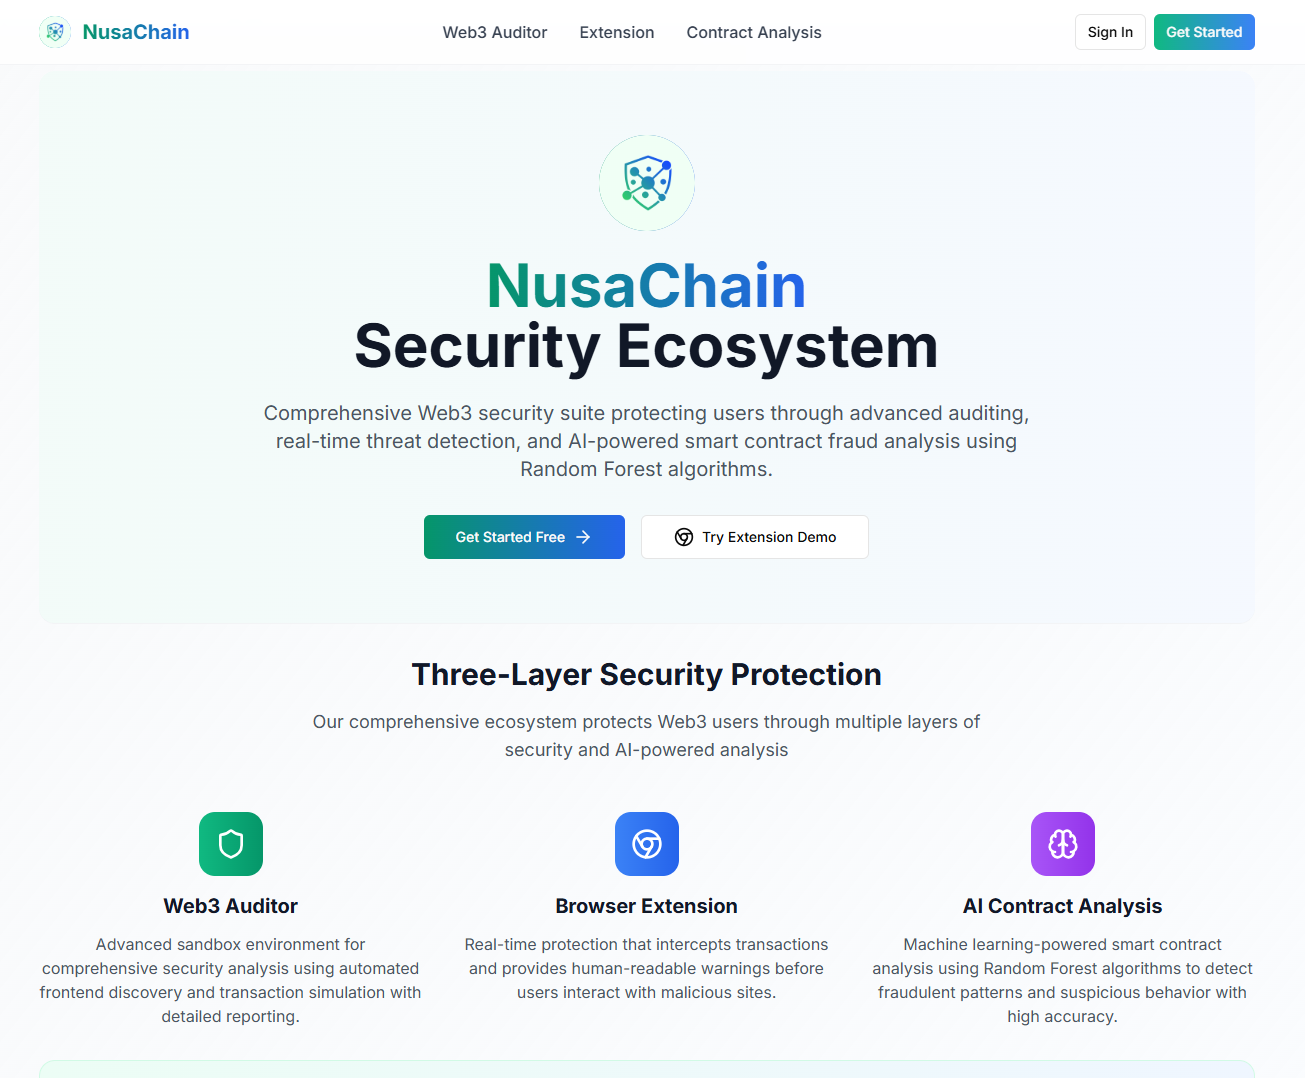 NusaChain
Web3 Auditor
Extension
Contract Analysis
Sign In
Get Started
NusaChain
Security Ecosystem
Comprehensive Web3 security suite protecting users through advanced auditing,
real-time threat detection, and AI-powered smart contract fraud analysis using
Random Forest algorithms.
Get Started Free
Try Extension Demo
Three-Layer Security Protection
Our comprehensive ecosystem protects Web3 users through multiple layers of
security and AI-powered analysis
Web3 Auditor
Advanced sandbox environment for
comprehensive security analysis using automated
frontend discovery and transaction simulation with
detailed reporting.
Browser Extension
Real-time protection that intercepts transactions
and provides human-readable warnings before
users interact with malicious sites.
AI Contract Analysis
Machine learning-powered smart contract
analysis using Random Forest algorithms to detect
fraudulent patterns and suspicious behavior with
high accuracy.